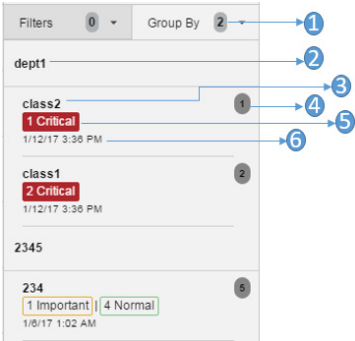 Filters 0 Group By 2 1
dept1 2
class2 3
1 4
1 Critical 5
1/12/17 3:36 PM 6
class1 2
2 Critical
1/12/17 3:36 PM
2345
234 5
1 Important | 4 Normal
1/6/17 1:02 AM